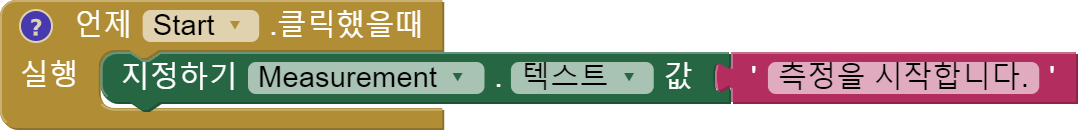 ? 언제 Start ▾ .클릭했을때
실행 지정하기 Measurement ▾ . 텍스트 ▾ 값 ' 측정을 시작합니다. '